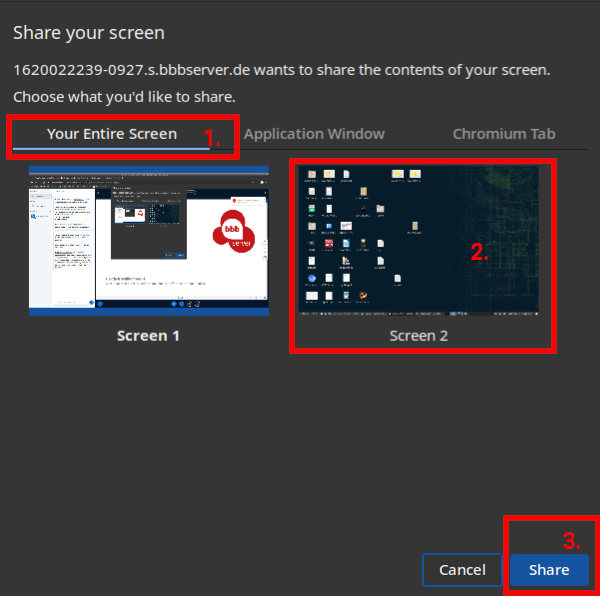 Share your screen
1620022239-0927.s.bbbserver.de wants to share the contents of your screen.
Choose what you'd like to share.
Your Entire Screen 1. Application Window Chromium Tab
bbb
server
2.
Screen 1 Screen 2
3.
Cancel Share